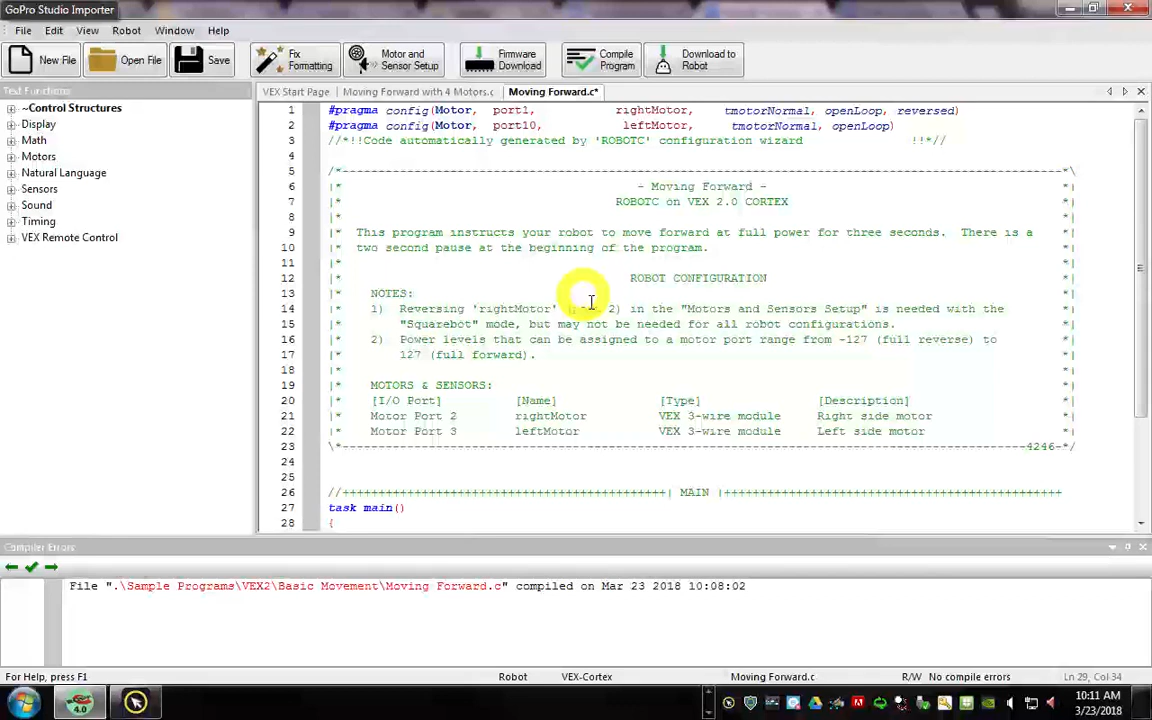 GoPro Studio Importer
File Edit View Robot Window Help
New File Open File Save Fix Formatting Motor and Sensor Setup Firmware Download Compile Program Download to Robot
Text Functions
VEX Start Page Moving Forward with 4 Motors.c Moving Forward.c*
~Control Structures
Display
Math
Motors
Natural Language
Sensors
Sound
Timing
VEX Remote Control
1 #pragma config(Motor, port1, rightMotor, tmotorNormal, openLoop, reversed)
2 #pragma config(Motor, port10, leftMotor, tmotorNormal, openLoop)
3 //*!!Code automatically generated by 'ROBOTC' configuration wizard !!*//
4
5 /*----------------------------------------------------------------------------------------------------*\
6 |* - Moving Forward - *|
7 |* ROBOTC on VEX 2.0 CORTEX *|
8 |* *|
9 |* This program instructs your robot to move forward at full power for three seconds. There is a *|
10 |* two second pause at the beginning of the program. *|
11 |* *|
12 |* ROBOT CONFIGURATION *|
13 |* NOTES: *|
14 |* 1) Reversing 'rightMotor' 2) in the "Motors and Sensors Setup" is needed with the *|
15 |* "Squarebot" mode, but may not be needed for all robot configurations. *|
16 |* 2) Power levels that can be assigned to a motor port range from -127 (full reverse) to *|
17 |* 127 (full forward). *|
18 |* *|
19 |* MOTORS & SENSORS: *|
20 |* [I/O Port] [Name] [Type] [Description] *|
21 |* Motor Port 2 rightMotor VEX 3-wire module Right side motor *|
22 |* Motor Port 3 leftMotor VEX 3-wire module Left side motor *|
23 \*-----------------------------------------------------------------------------------------------4246-*/
24
25
26 //+++++++++++++++++++++++++++++++++++++++++++++| MAIN |+++++++++++++++++++++++++++++++++++++++++++++++
27 task main()
28 {
Compiler Errors
File ".\Sample Programs\VEX2\Basic Movement\Moving Forward.c" compiled on Mar 23 2018 10:08:02
For Help, press F1 Robot VEX-Cortex Moving Forward.c R/W No compile errors Ln 29, Col 34
4.0
10:11 AM
3/23/2018